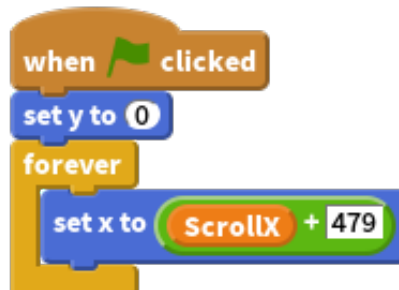 when clicked
set y to 0
forever
set x to ScrollX + 479